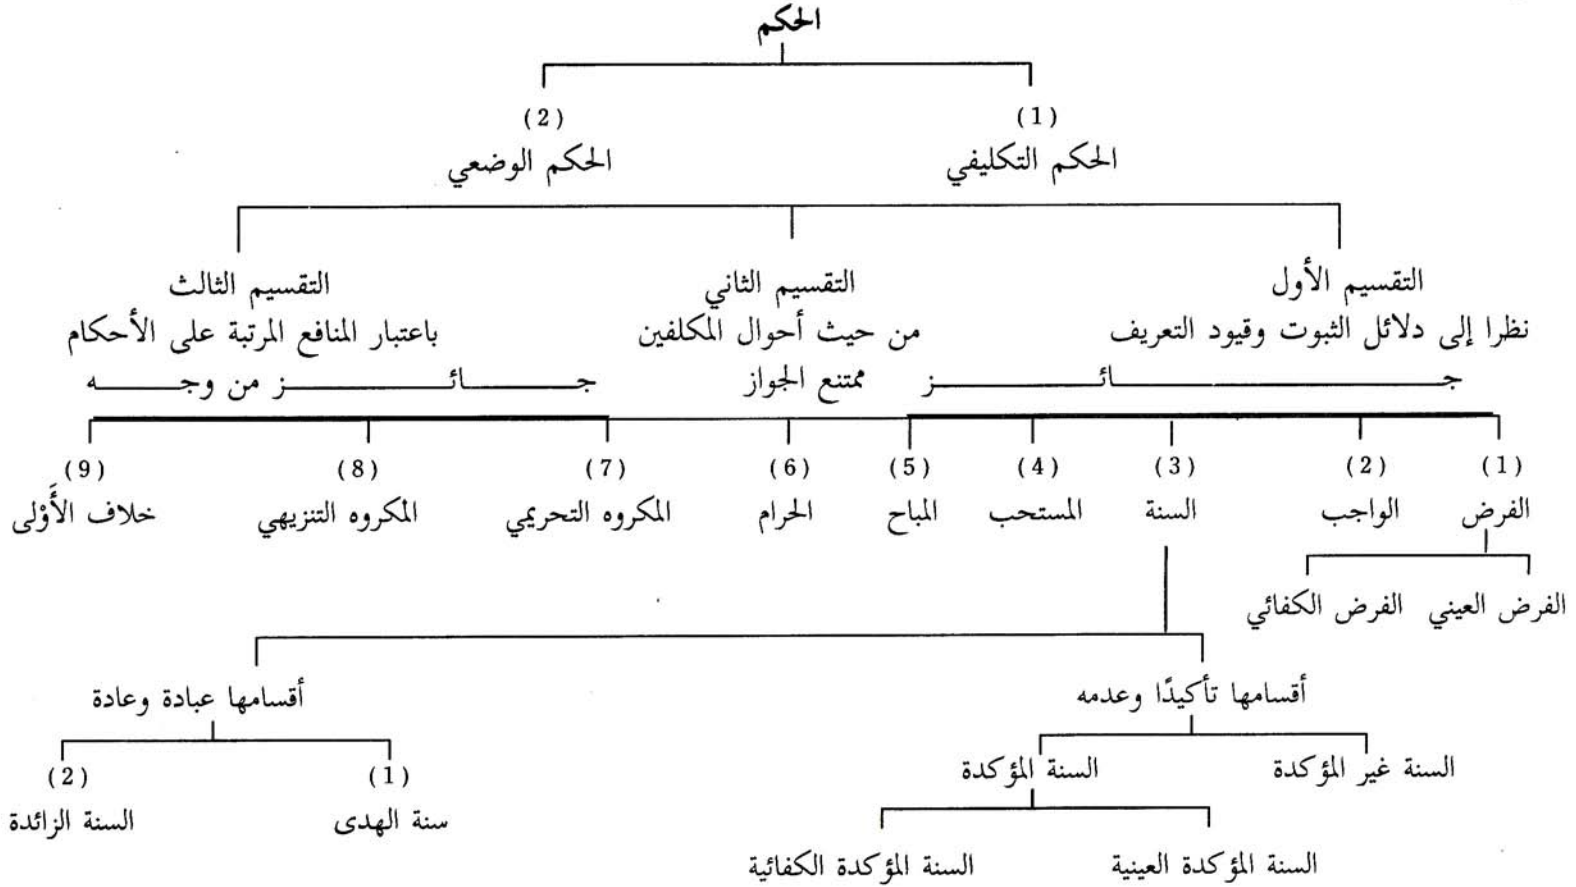 الحكم
(1) (2)
الحكم التكليفي الحكم الوضعي
التقسيم الأول التقسيم الثاني التقسيم الثالث
نظرا إلى دلائل الثبوت وقيود التعريف من حيث أحوال المكلفين باعتبار المنافع المرتبة على الأحكام
جـــائـــز ممتنع الجواز جـــائـــز من وجـــه
(1) (2) (3) (4) (5) (6) (7) (8) (9)
الفرض الواجب السنة المستحب المباح الحرام المكروه التحريمي المكروه التنزيهي خلاف الأَوْلى
الفرض العيني الفرض الكفائي
أقسامها تأكيدًا وعدمه أقسامها عبادة وعادة
السنة غير المؤكدة السنة المؤكدة (1) (2)
سنة الهدى السنة الزائدة
السنة المؤكدة العينية السنة المؤكدة الكفائية